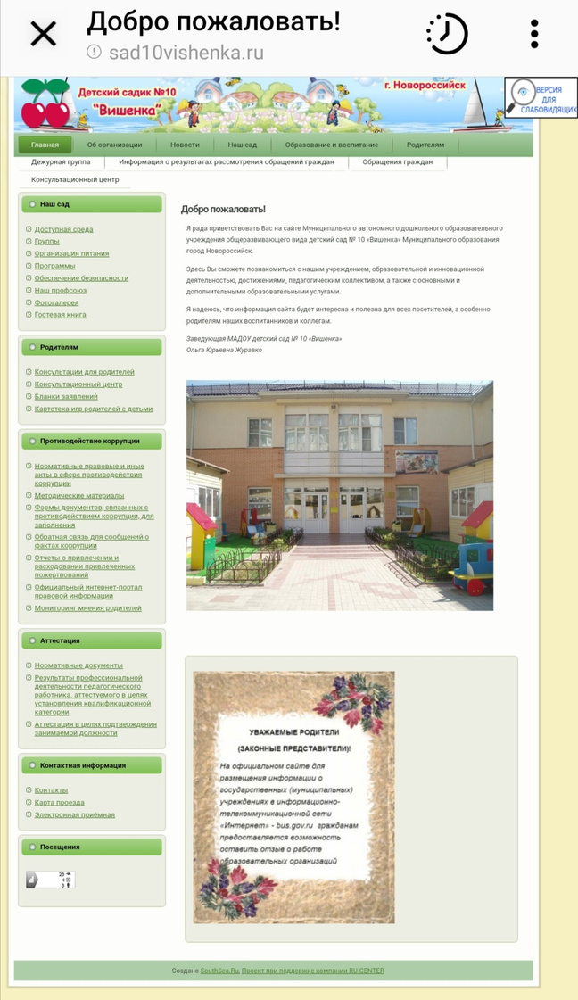 Добро пожаловать!
sad10vishenka.ru
Детский садик №10
"Вишенка"
г. Новороссийск
ВЕРСИЯ
ДЛЯ
СЛАБОВИДЯЩИХ
Главная Об организации Новости Наш сад Образование и воспитание Родителям
Дежурная группа Информация о результатах рассмотрения обращений граждан Обращения граждан
Консультационный центр
Наш сад
Доступная среда
Группы
Организация питания
Программы
Обеспечение безопасности
Наш профсоюз
Фотогалерея
Гостевая книга
Родителям
Консультации для родителей
Консультационный центр
Бланки заявлений
Картотека игр родителей с детьми
Противодействие коррупции
Нормативные правовые и иные
акты в сфере противодействия
коррупции
Методические материалы
Формы документов, связанных с
противодействием коррупции, для
заполнения
Обратная связь для сообщений о
фактах коррупции
Отчеты о привлечении и
расходовании привлеченных
пожертвований
Официальный интернет-портал
правовой информации
Мониторинг мнения родителей
Аттестация
Нормативные документы
Результаты профессиональной
деятельности педагогического
работника, аттестуемого в целях
установления квалификационной
категории
Аттестация в целях подтверждения
занимаемой должности
Контактная информация
Контакты
Карта проезда
Электронная приёмная
Посещения
Добро пожаловать!
Я рада приветствовать Вас на сайте Муниципального автономного дошкольного образовательного
учреждения общеразвивающего вида детский сад № 10 «Вишенка» Муниципального образования
город Новороссийск.
Здесь Вы сможете познакомиться с нашим учреждением, образовательной и инновационной
деятельностью, достижениями, педагогическим коллективом, а также с основными и
дополнительными образовательными услугами.
Я надеюсь, что информация сайта будет интересна и полезна для всех посетителей, а особенно
родителям наших воспитанников и коллегам.
Заведующая МАДОУ детский сад № 10 «Вишенка»
Ольга Юрьевна Журавко
УВАЖАЕМЫЕ РОДИТЕЛИ
(ЗАКОННЫЕ ПРЕДСТАВИТЕЛИ)!
На официальном сайте для
размещения информации о
государственных (муниципальных)
учреждениях в информационно-
телекоммуникационной сети
«Интернет» - bus.gov.ru гражданам
предоставляется возможность
оставить отзыв о работе
образовательных организаций
Создано SouthSea.Ru, Проект при поддержке компании RU-CENTER